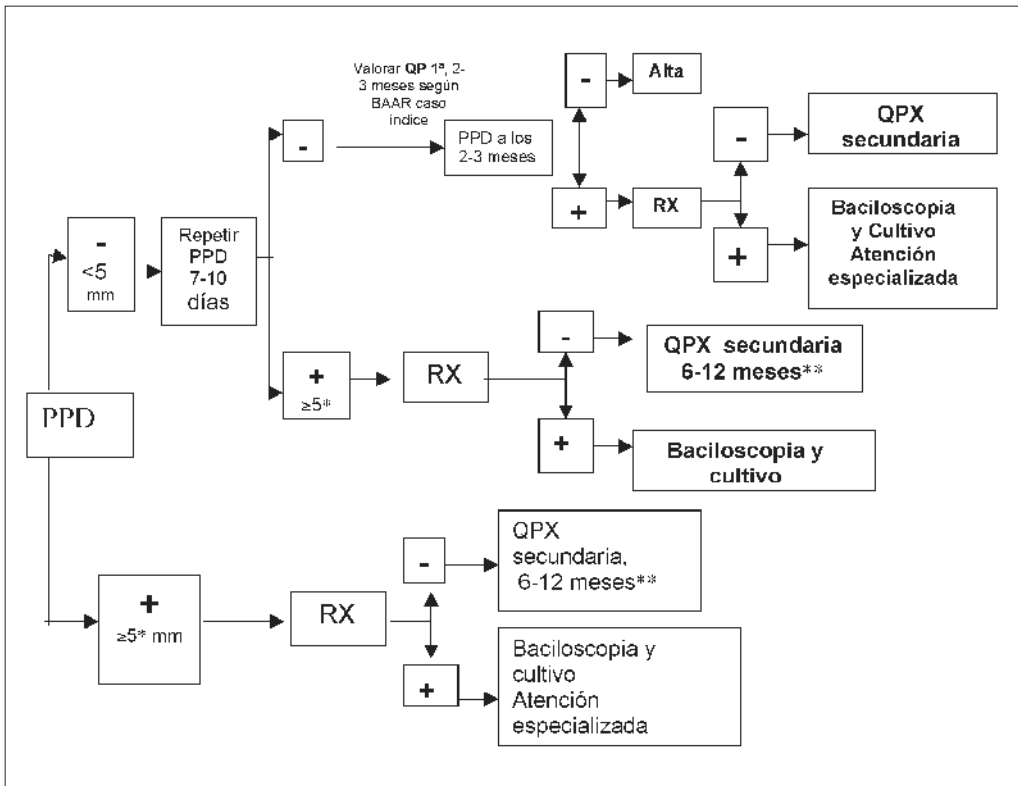 Valorar QP 1ª, 2-
3 meses según
BAAR caso
indice
-
Alta
-
QPX
secundaria
-
PPD a los
2-3 meses
+
RX
+
Baciloscopia
y Cultivo
Atención
especializada
-
<5
mm
Repetir
PPD
7-10
días
-
QPX secundaria
6-12 meses**
+
≥5*
RX
+
Baciloscopia y
cultivo
PPD
-
QPX
secundaria,
6-12 meses**
+
≥5* mm
RX
+
Baciloscopia y
cultivo
Atención
especializada